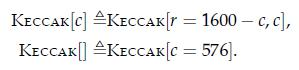 KECCAK[c] ≜KECCAK[r = 1600 − c, c],
KECCAK[] ≜KECCAK[c = 576].